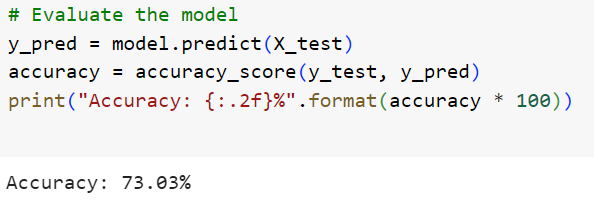 # Evaluate the model
y_pred = model.predict(X_test)
accuracy = accuracy_score(y_test, y_pred)
print("Accuracy: {:.2f}%".format(accuracy * 100))
Accuracy: 73.03%